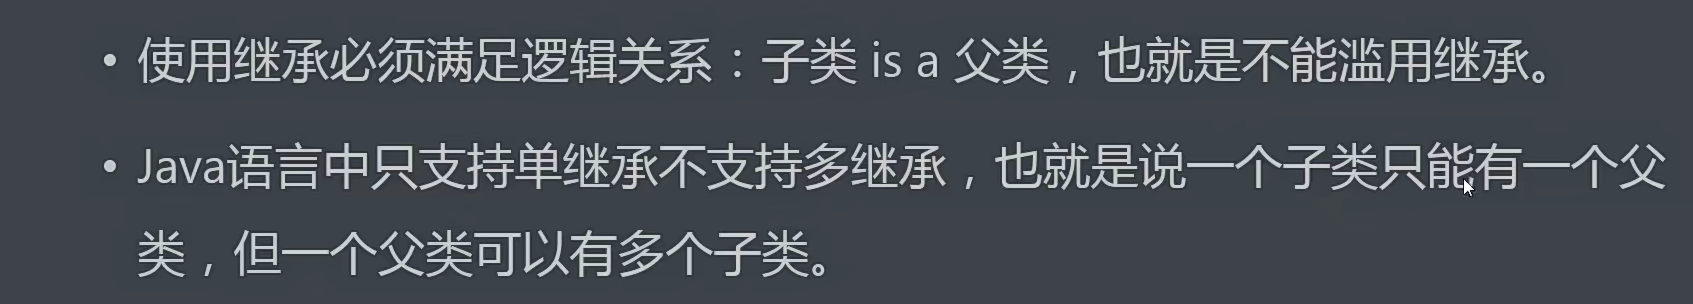 • 使用继承必须满足逻辑关系：子类 is a 父类，也就是不能滥用继承。
• Java语言中只支持单继承不支持多继承，也就是说一个子类只能有一个父
类，但一个父类可以有多个子类。